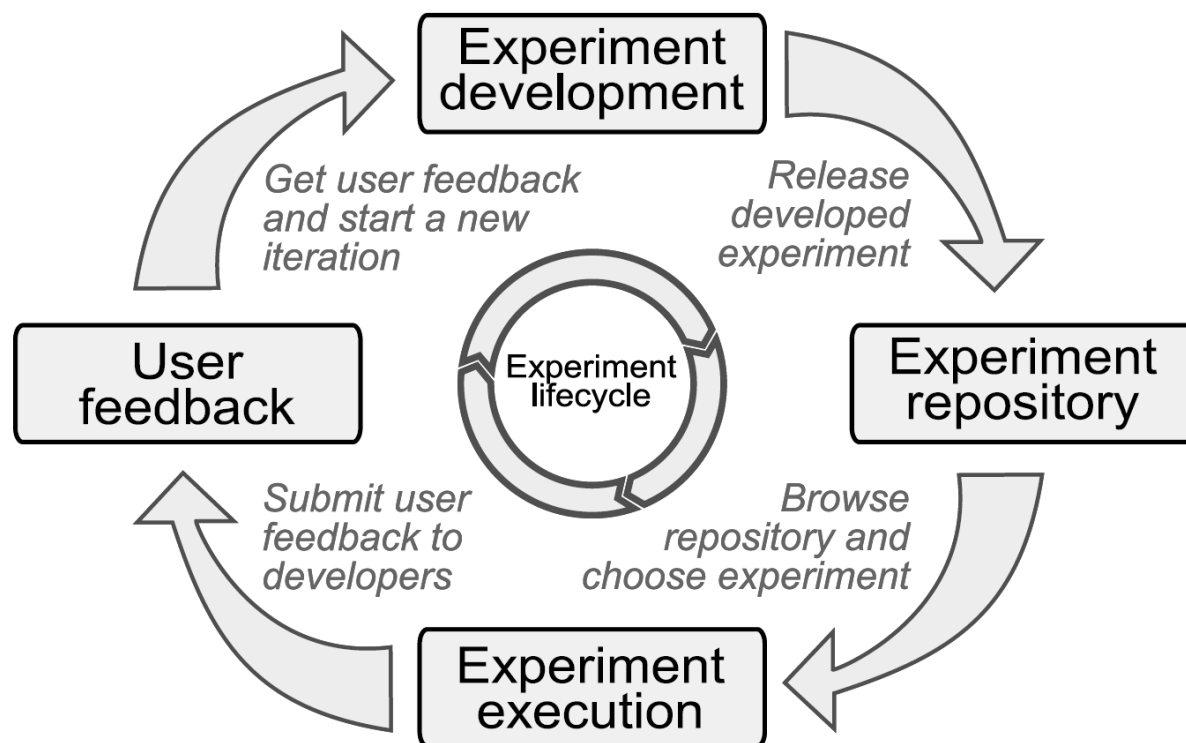 Experiment
development
Get user feedback
and start a new
iteration
Release
developed
experiment
User
feedback
Experiment
lifecycle
Experiment
repository
Submit user
feedback to
developers
Browse
repository and
choose experiment
Experiment
execution